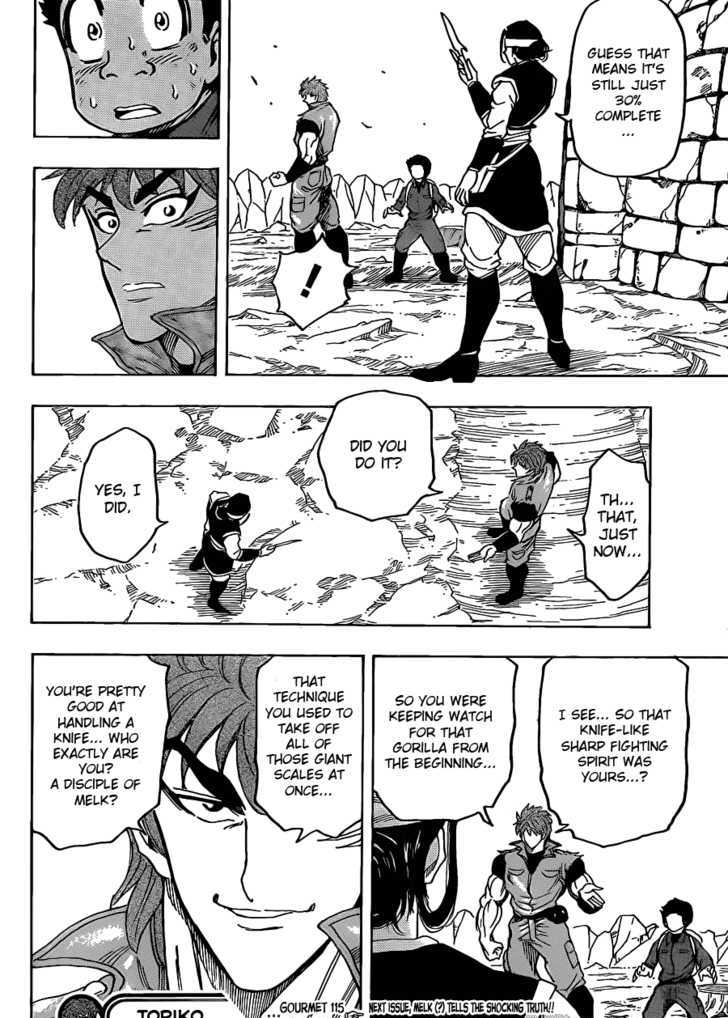 GUESS THAT
MEANS IT'S
STILL JUST
30%
COMPLETE
...
!
TH...
THAT,
JUST
NOW...
DID YOU
DO IT?
YES, I
DID.
I SEE... SO THAT
KNIFE-LIKE
SHARP FIGHTING
SPIRIT WAS
YOURS...?
SO YOU WERE
KEEPING WATCH
FOR THAT
GORILLA FROM
THE BEGINNING...
THAT
TECHNIQUE
YOU USED TO
TAKE OFF
ALL OF
THOSE GIANT
SCALES AT
ONCE...
YOU'RE PRETTY
GOOD AT
HANDLING A
KNIFE... WHO
EXACTLY ARE
YOU?
A DISCIPLE OF
MELK?
TORIKO
GOURMET 115
...
NEXT ISSUE, MELK (?) TELLS THE SHOCKING TRUTH!!